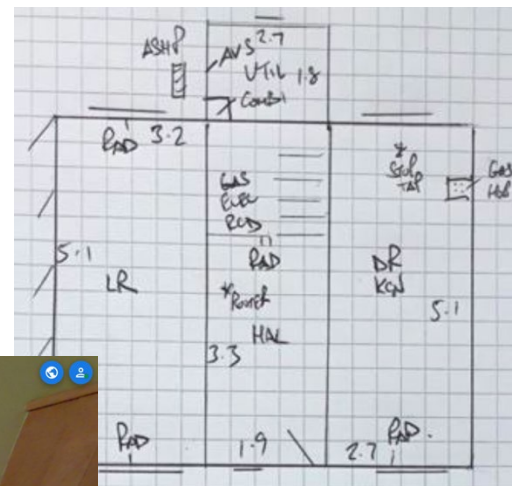 ASHP
AVS 2.7
UTIL 1.8
Combi
RAD 3.2
* STOP TAP
GAS HOB
GAS
ELEC
RCD
5.1
LR
RAD
* Router
HAL
3.3
DR
KCN
5.1
RAD
1.9
2.7
RAD.